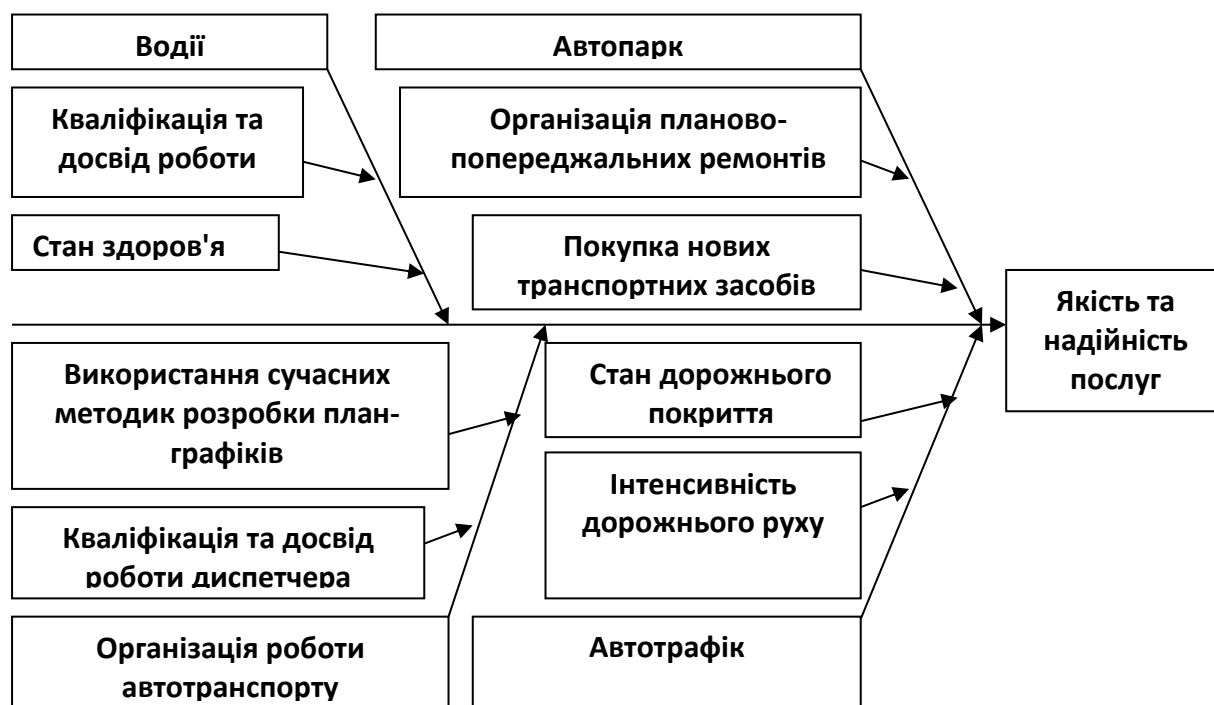 Водії
Автопарк
Кваліфікація та
досвід роботи
Організація планово-
попереджальних ремонтів
Стан здоров'я
Покупка нових
транспортних засобів
Якість та
надійність
послуг
Використання сучасних
методик розробки план-
графіків
Стан дорожнього
покриття
Інтенсивність
дорожнього руху
Кваліфікація та досвід
роботи диспетчера
Організація роботи
автотранспорту
Автотрафік